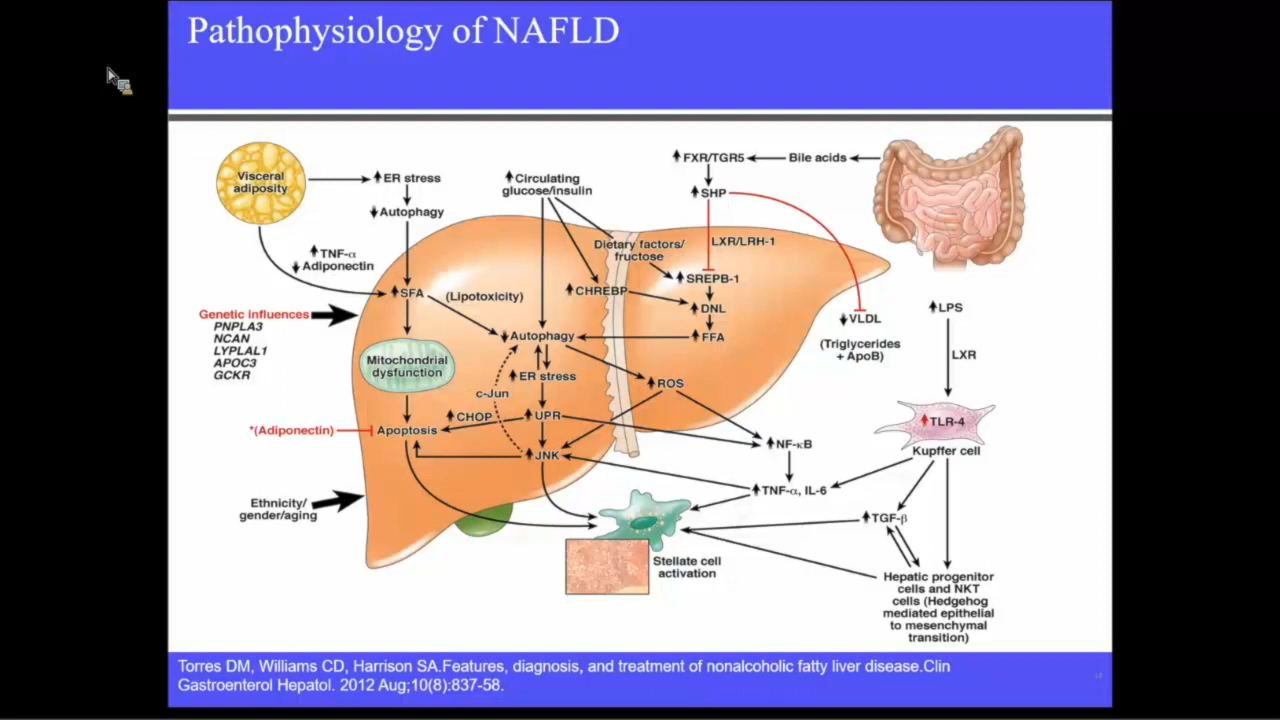 Pathophysiology of NAFLD
Visceral
adiposity
ER stress
Autophagy
TNF-α
Adiponectin
SFA
(Lipotoxicity)
Genetic influences
PNPLA3
NCAN
LYPLAL1
APOC3
GCKR
Mitochondrial
dysfunction
*(Adiponectin)
Apoptosis
Ethnicity/
gender/aging
Circulating
glucose/insulin
Dietary factors/
fructose
CHREBP
Autophagy
ER stress
c-Jun
CHOP
UPR
JNK
FXR/TGR5
Bile acids
SHP
LXR/LRH-1
SREPB-1
DNL
FFA
ROS
VLDL
(Triglycerides
+ ApoB)
LPS
LXR
TLR-4
Kupffer cell
NF-κB
TNF-α, IL-6
TGF-β
Stellate cell
activation
Hepatic progenitor
cells and NKT
cells (Hedgehog
mediated epithelial
to mesenchymal
transition)
Torres DM, Williams CD, Harrison SA.Features, diagnosis, and treatment of nonalcoholic fatty liver disease.Clin
Gastroenterol Hepatol. 2012 Aug;10(8):837-58.